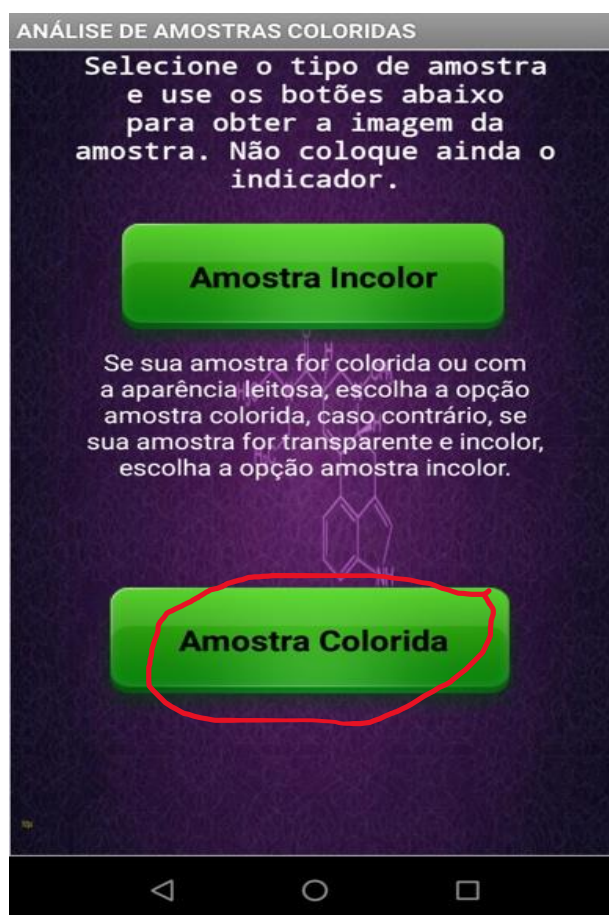 ANÁLISE DE AMOSTRAS COLORIDAS
Selecione o tipo de amostra
e use os botões abaixo
para obter a imagem da
amostra. Não coloque ainda o
indicador.
Amostra Incolor
Se sua amostra for colorida ou com
a aparência leitosa, escolha a opção
amostra colorida, caso contrário, se
sua amostra for transparente e incolor,
escolha a opção amostra incolor.
NH
Amostra Colorida